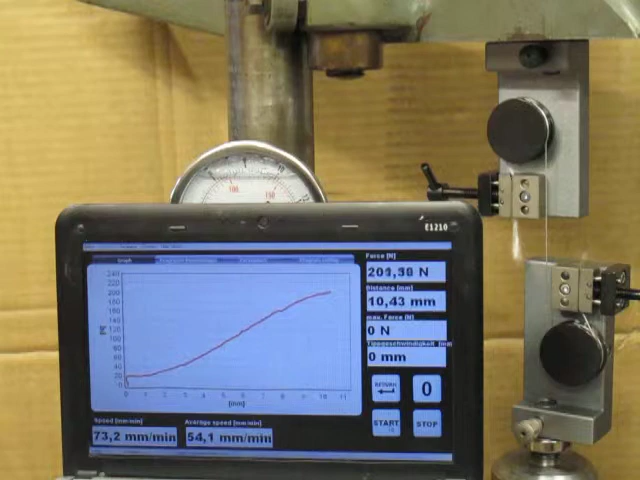 E1210
100
150
Graph
Force [N]
Distance [mm]
10,43 mm
max. Force [N]
0 N
0 mm
240
220
200
180
160
140
120
100
80
60
40
20
0
[N]
0 1 2 3 4 5 6 7 8 9 10 11
[mm]
RETURN
0
START
STOP
Speed [mm/min]
Average speed [mm/min]
73,2 mm/min
54,1 mm/min